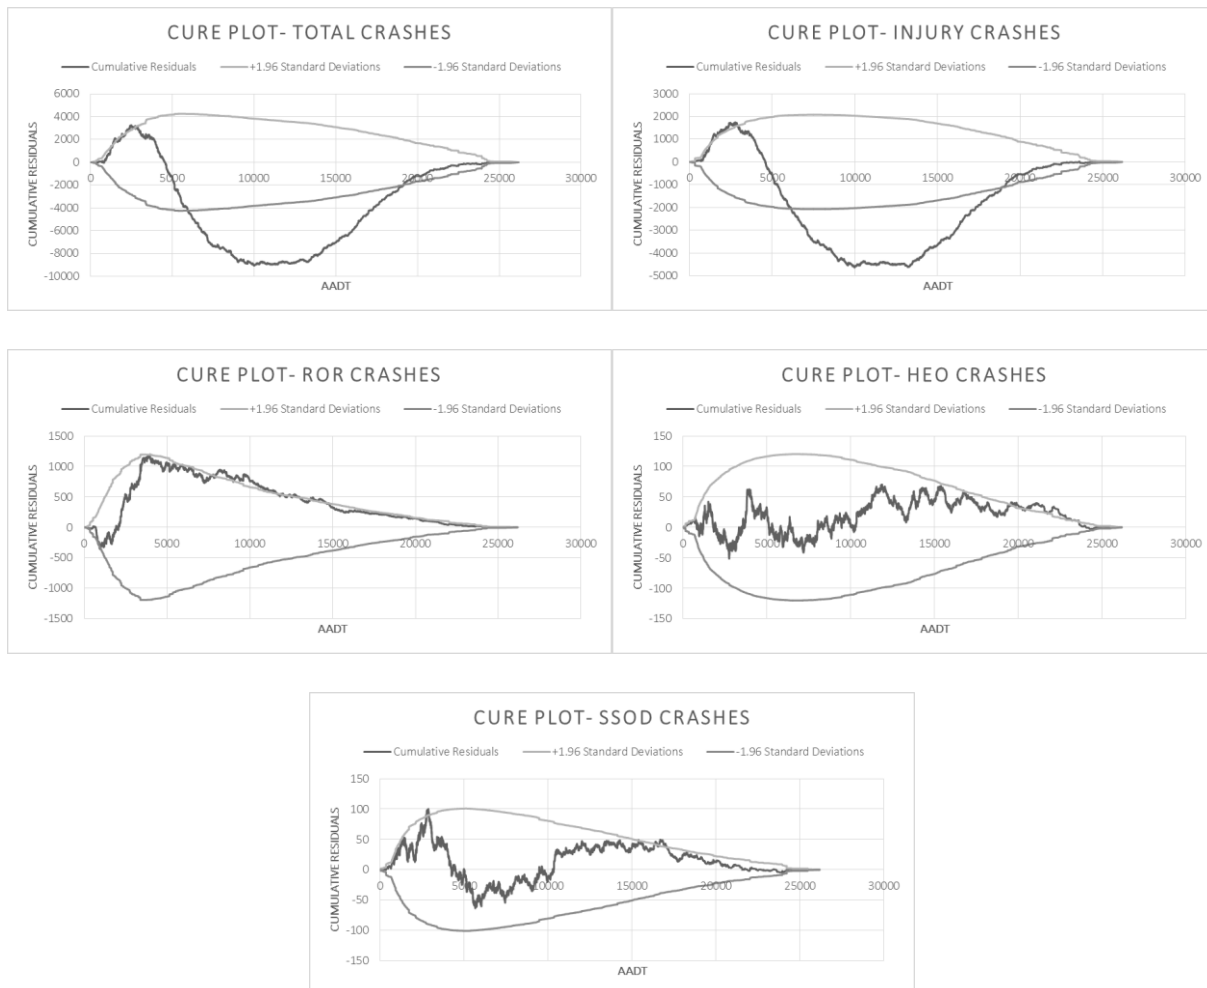 CURE PLOT- TOTAL CRASHES
Cumulative Residuals +1.96 Standard Deviations -1.96 Standard Deviations
CUMULATIVE RESIDUALS
6000
4000
2000
0
-2000
-4000
-6000
-8000
-10000
0 5000 10000 15000 20000 25000 30000
AADT
CURE PLOT- INJURY CRASHES
Cumulative Residuals +1.96 Standard Deviations -1.96 Standard Deviations
CUMULATIVE RESIDUALS
3000
2000
1000
0
-1000
-2000
-3000
-4000
-5000
0 5000 10000 15000 20000 25000 30000
AADT
CURE PLOT- ROR CRASHES
Cumulative Residuals +1.96 Standard Deviations -1.96 Standard Deviations
CUMULATIVE RESIDUALS
1500
1000
500
0
-500
-1000
-1500
0 5000 10000 15000 20000 25000 30000
AADT
CURE PLOT- HEO CRASHES
Cumulative Residuals +1.96 Standard Deviations -1.96 Standard Deviations
CUMULATIVE RESIDUALS
150
100
50
0
-50
-100
-150
0 5000 10000 15000 20000 25000 30000
AADT
CURE PLOT- SSOD CRASHES
Cumulative Residuals +1.96 Standard Deviations -1.96 Standard Deviations
CUMULATIVE RESIDUALS
150
100
50
0
-50
-100
-150
0 5000 10000 15000 20000 25000 30000
AADT